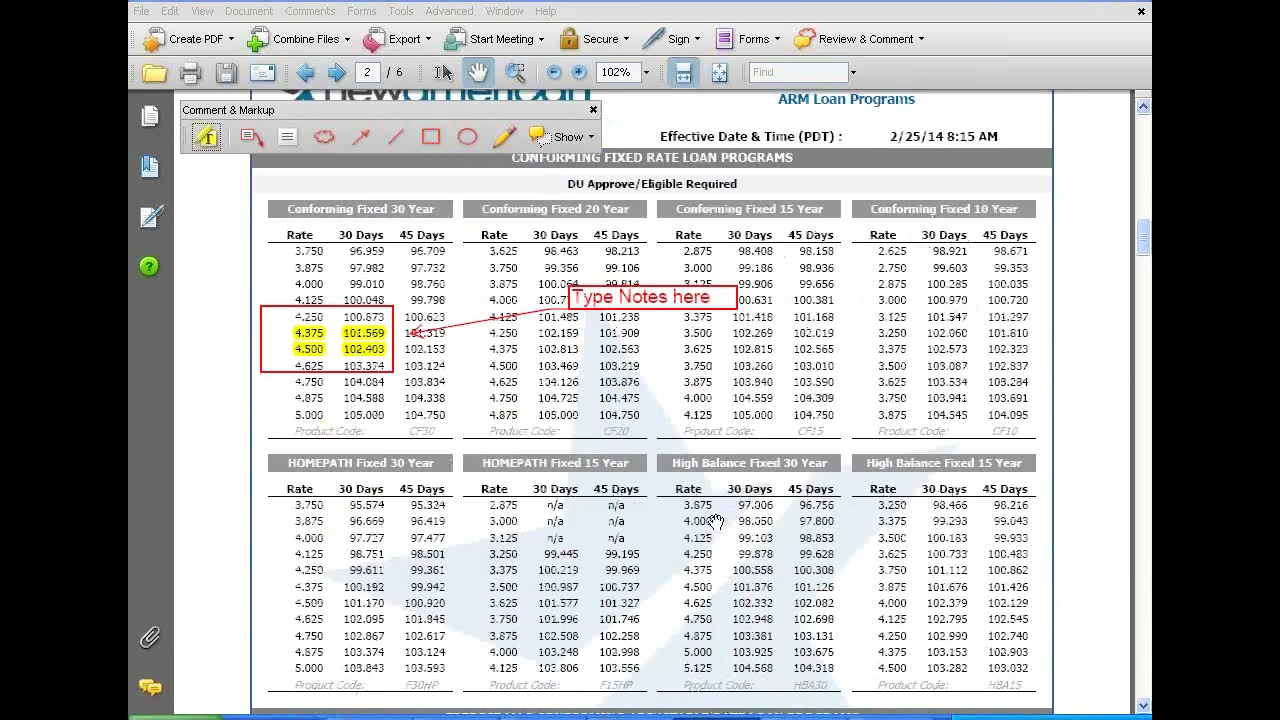 File Edit View Document Comments Forms Tools Advanced Window Help
Create PDF Combine Files Export Start Meeting Secure Sign Forms Review & Comment
2 / 6 102% Find
newamerican
ARM Loan Programs
Comment & Markup
Show
Effective Date & Time (PDT) : 2/25/14 8:15 AM
CONFORMING FIXED RATE LOAN PROGRAMS
DU Approve/Eligible Required
Conforming Fixed 30 Year Conforming Fixed 20 Year Conforming Fixed 15 Year Conforming Fixed 10 Year
Rate 30 Days 45 Days Rate 30 Days 45 Days Rate 30 Days 45 Days Rate 30 Days 45 Days
3.750 96.959 96.709 3.625 98.463 98.213 2.875 98.408 98.158 2.625 98.921 98.671
3.875 97.982 97.732 3.750 99.356 99.106 3.000 99.186 98.936 2.750 99.603 99.353
4.000 99.010 98.760 3.875 100.064 99.814 3.125 99.906 99.656 2.875 100.285 100.035
Type Notes here
4.125 100.048 99.798 4.000 100.631 100.381 3.000 100.970 100.720
4.250 100.873 100.623 4.125 101.485 101.235 3.375 101.418 101.168 3.125 101.547 101.297
4.375 101.569 4.250 102.159 101.909 3.500 102.269 102.019 3.250 102.060 101.810
4.500 102.403 102.153 4.375 102.813 102.563 3.625 102.815 102.565 3.375 102.573 102.323
4.625 103.374 103.124 4.500 103.469 103.219 3.750 103.260 103.010 3.500 103.087 102.837
4.750 104.084 103.834 4.625 104.126 103.876 3.875 103.840 103.590 3.625 103.534 103.284
4.875 104.588 104.338 4.750 104.725 104.475 4.000 104.559 104.309 3.750 103.941 103.691
5.000 105.000 104.750 4.875 105.000 104.750 4.125 105.000 104.750 3.875 104.345 104.095
Product Code: CF30 Product Code: CF20 Product Code: CF15 Product Code: CF10
HOMEPATH Fixed 30 Year HOMEPATH Fixed 15 Year High Balance Fixed 30 Year High Balance Fixed 15 Year
Rate 30 Days 45 Days Rate 30 Days 45 Days Rate 30 Days 45 Days Rate 30 Days 45 Days
3.750 95.574 95.324 2.875 n/a n/a 3.875 97.006 96.756 3.250 98.466 98.216
3.875 96.669 96.419 3.000 n/a n/a 4.000 98.050 97.800 3.375 99.293 99.043
4.000 97.727 97.477 3.125 n/a n/a 4.125 99.103 98.853 3.500 100.183 99.933
4.125 98.751 98.501 3.250 99.445 99.195 4.250 99.878 99.628 3.625 100.733 100.483
4.250 99.611 99.361 3.375 100.219 99.969 4.375 100.558 100.308 3.750 101.112 100.862
4.375 100.192 99.942 3.500 100.987 100.737 4.500 101.376 101.126 3.875 101.676 101.426
4.500 101.170 100.920 3.625 101.577 101.327 4.625 102.332 102.082 4.000 102.379 102.129
4.625 102.095 101.845 3.750 101.996 101.746 4.750 102.948 102.698 4.125 102.795 102.545
4.750 102.867 102.617 3.875 102.508 102.258 4.875 103.381 103.131 4.250 102.990 102.740
4.875 103.374 103.124 4.000 103.248 102.998 5.000 103.925 103.675 4.375 103.153 102.903
5.000 103.843 103.593 4.125 103.806 103.556 5.125 104.568 104.318 4.500 103.282 103.032
Product Code: F30HP Product Code: F15HP Product Code: HBA30 Product Code: HBA15